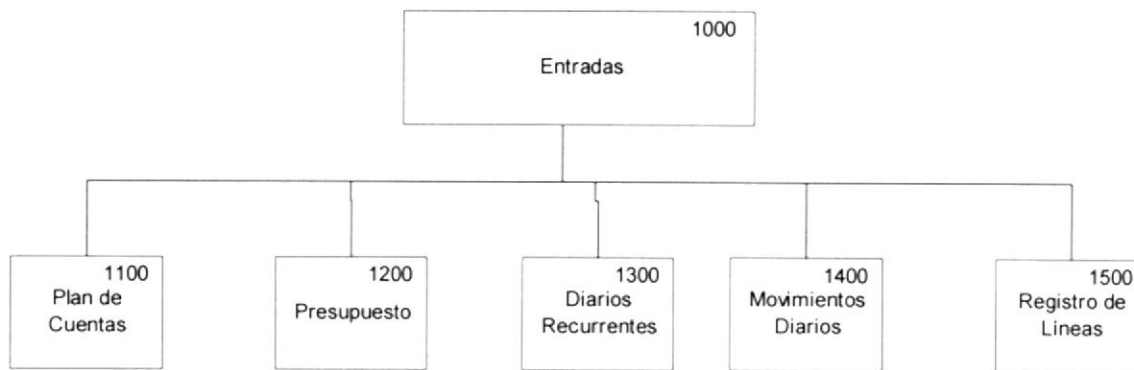 1000
Entradas
1100
Plan de
Cuentas
1200
Presupuesto
1300
Diarios
Recurrentes
1400
Movimientos
Diarios
1500
Registro de
Lineas